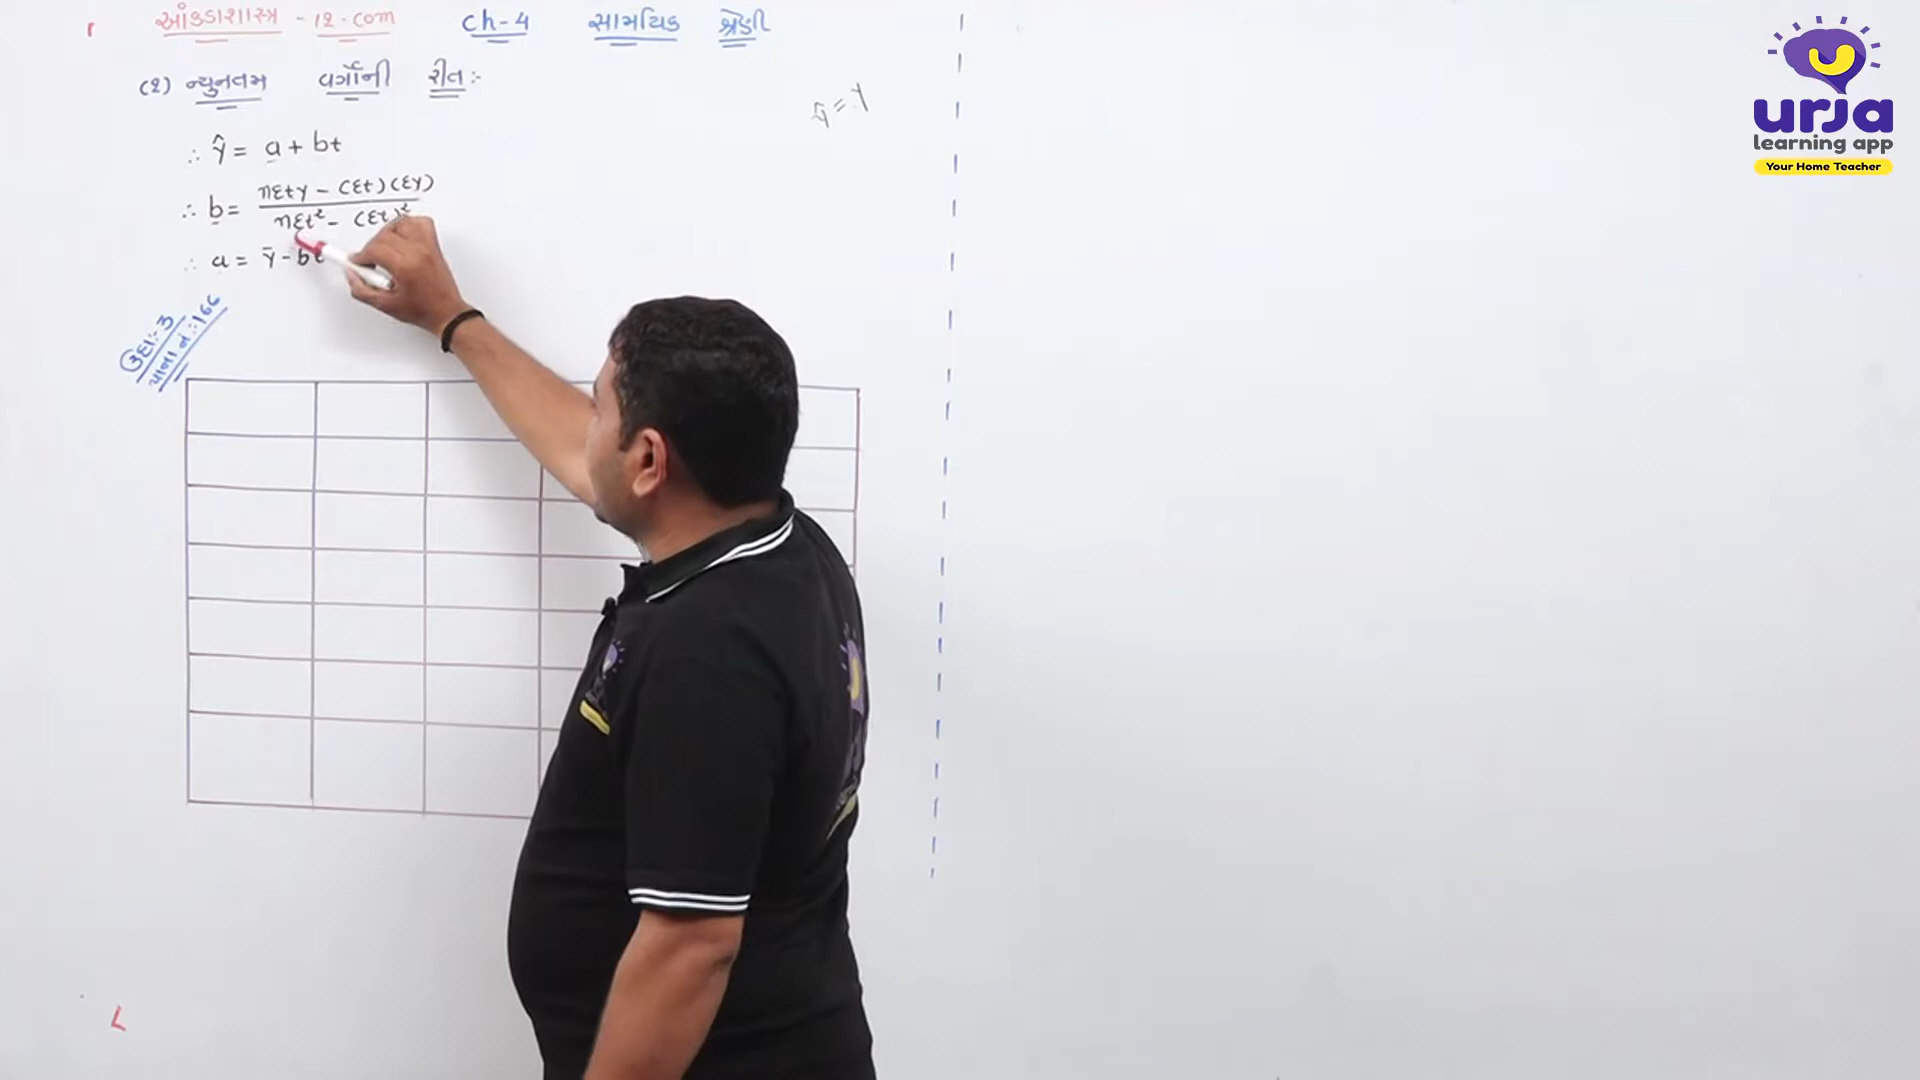 આંકડાશાસ્ત્ર - 12 - com ch-4 સામયિક શ્રેણી
(2) ન્યુનતમ વર્ગોની રીત :-
∴ ŷ = a + bt
∴ b = nΣty - (Σt)(Σy) / nΣt² - (Σt)²
∴ a = ȳ - bt
ઉદા:- 3
પાના નં.:- 166
ŷ = y
urja
learning app
Your Home Teacher